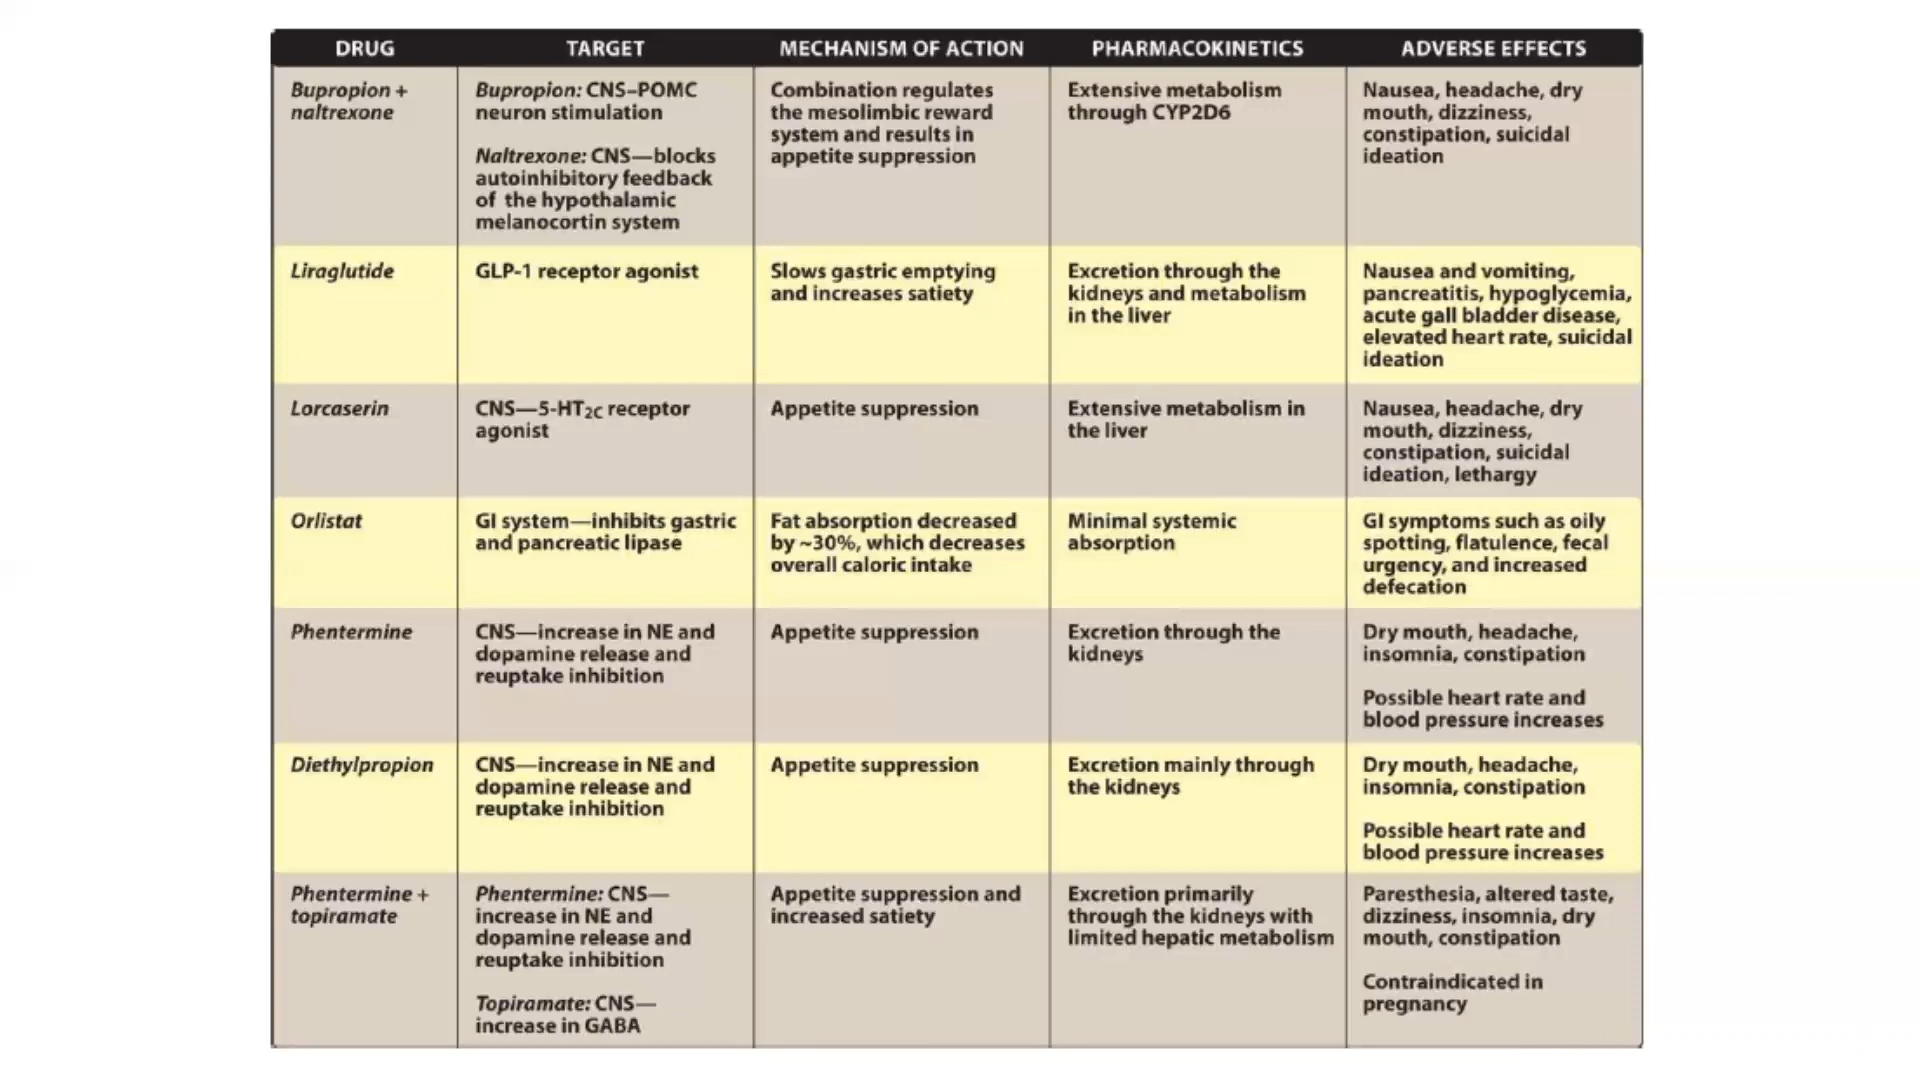 DRUG TARGET MECHANISM OF ACTION PHARMACOKINETICS ADVERSE EFFECTS
Bupropion +
naltrexone
Bupropion: CNS–POMC
neuron stimulation
Naltrexone: CNS—blocks
autoinhibitory feedback
of the hypothalamic
melanocortin system
Combination regulates
the mesolimbic reward
system and results in
appetite suppression
Extensive metabolism
through CYP2D6
Nausea, headache, dry
mouth, dizziness,
constipation, suicidal
ideation
Liraglutide
GLP-1 receptor agonist
Slows gastric emptying
and increases satiety
Excretion through the
kidneys and metabolism
in the liver
Nausea and vomiting,
pancreatitis, hypoglycemia,
acute gall bladder disease,
elevated heart rate, suicidal
ideation
Lorcaserin
CNS—5-HT2C receptor
agonist
Appetite suppression
Extensive metabolism in
the liver
Nausea, headache, dry
mouth, dizziness,
constipation, suicidal
ideation, lethargy
Orlistat
GI system—inhibits gastric
and pancreatic lipase
Fat absorption decreased
by ~30%, which decreases
overall caloric intake
Minimal systemic
absorption
GI symptoms such as oily
spotting, flatulence, fecal
urgency, and increased
defecation
Phentermine
CNS—increase in NE and
dopamine release and
reuptake inhibition
Appetite suppression
Excretion through the
kidneys
Dry mouth, headache,
insomnia, constipation
Possible heart rate and
blood pressure increases
Diethylpropion
CNS—increase in NE and
dopamine release and
reuptake inhibition
Appetite suppression
Excretion mainly through
the kidneys
Dry mouth, headache,
insomnia, constipation
Possible heart rate and
blood pressure increases
Phentermine +
topiramate
Phentermine: CNS—
increase in NE and
dopamine release and
reuptake inhibition
Topiramate: CNS—
increase in GABA
Appetite suppression and
increased satiety
Excretion primarily
through the kidneys with
limited hepatic metabolism
Paresthesia, altered taste,
dizziness, insomnia, dry
mouth, constipation
Contraindicated in
pregnancy